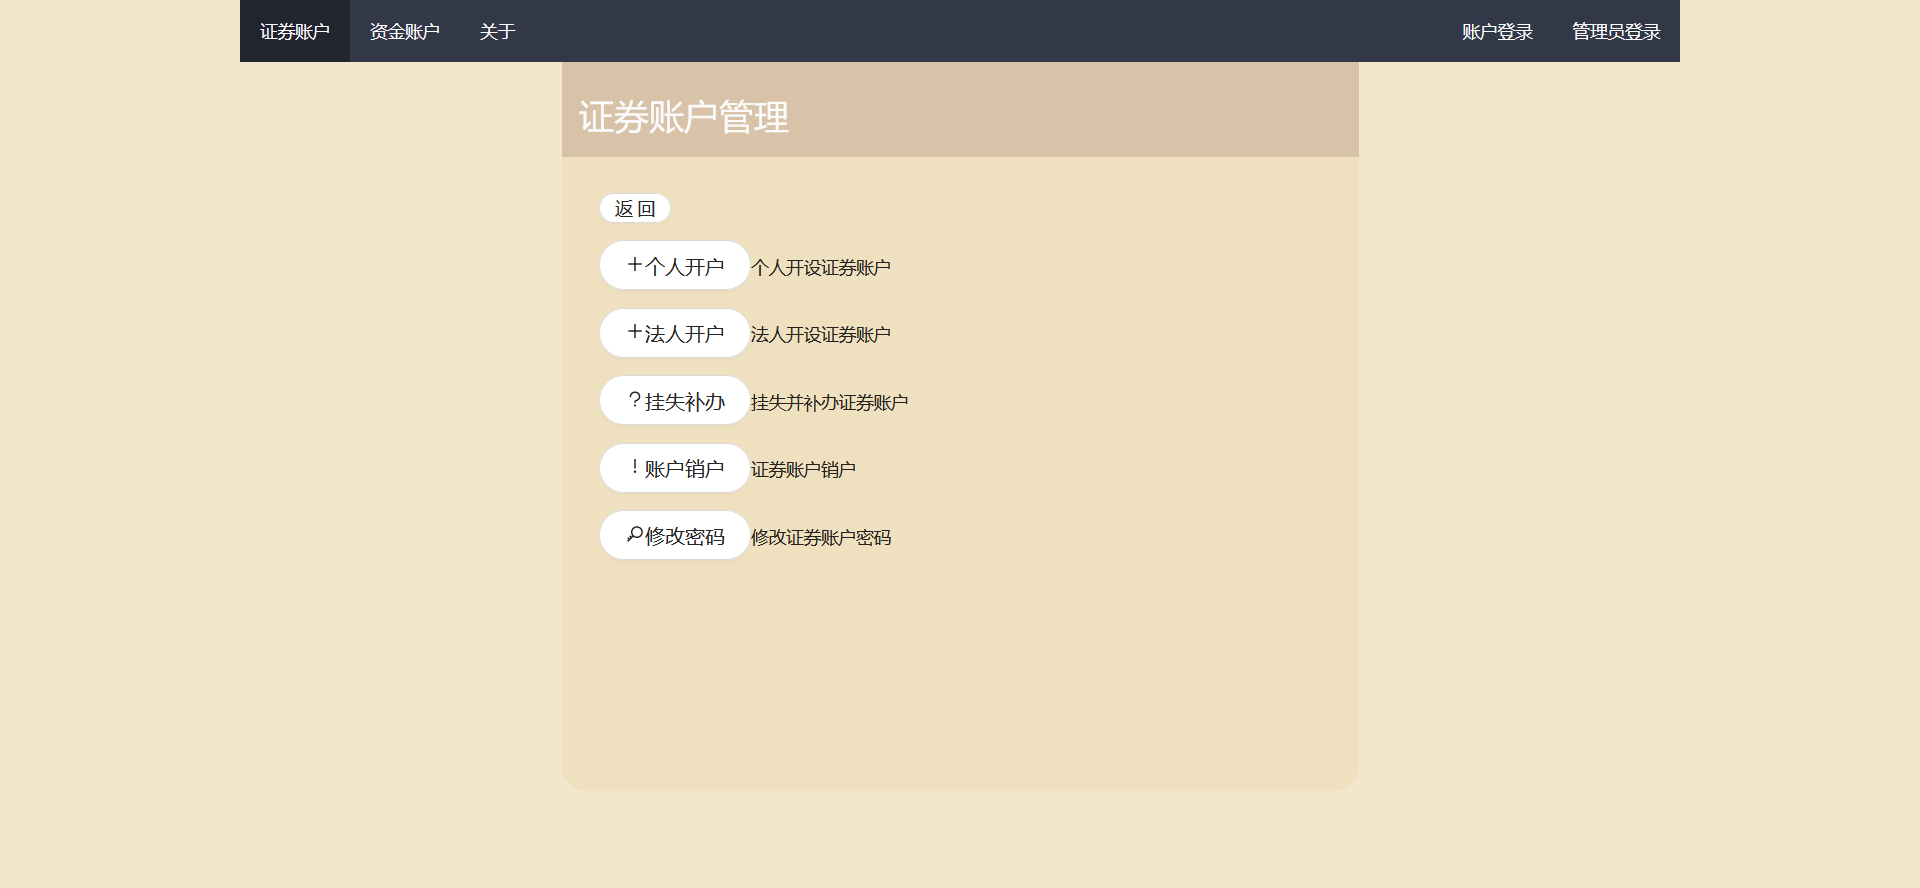 证券账户 资金账户 关于 账户登录 管理员登录
证券账户管理
返 回
个人开户 个人开设证券账户
法人开户 法人开设证券账户
挂失补办 挂失并补办证券账户
账户销户 证券账户销户
修改密码 修改证券账户密码